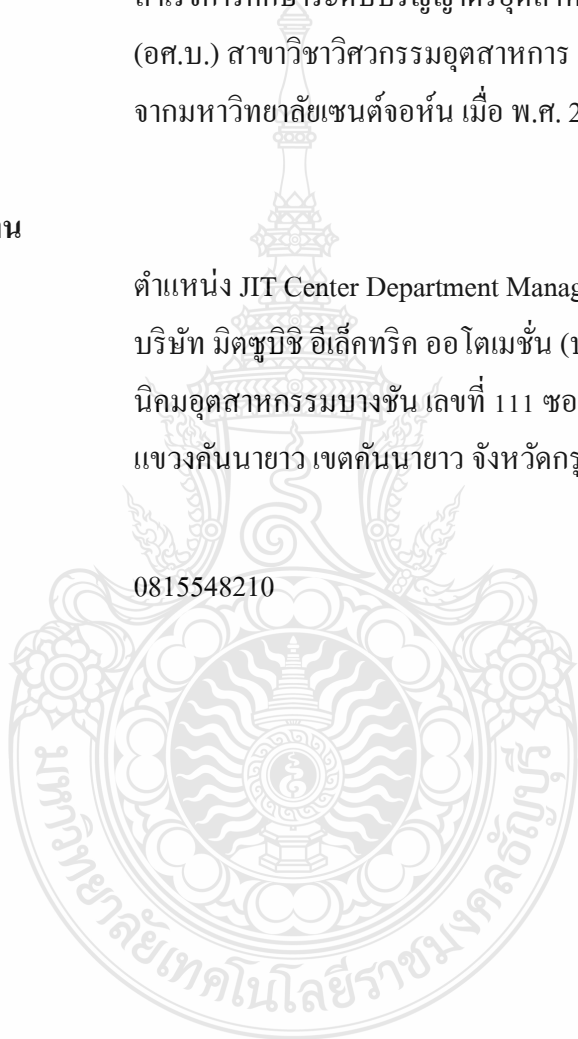 (อศ.บ.) สาขาวิชาวิศวกรรมอุตสาหการ
จากมหาวิทยาลัยเซนต์จอห์น เมื่อ พ.ศ. 2
ตำแหน่ง JIT Center Department Manag
บริษัท มิตซูบิชิ อีเล็คทริค ออโตเมชั่น (ป
นิคมอุตสาหกรรมบางชัน เลขที่ 111 ซอ
แขวงคันนายาว เขตคันนายาว จังหวัดกรุ
0815548210
มหาวิทยาลัยเทคโนโลยีราชมงคลธัญบุรี